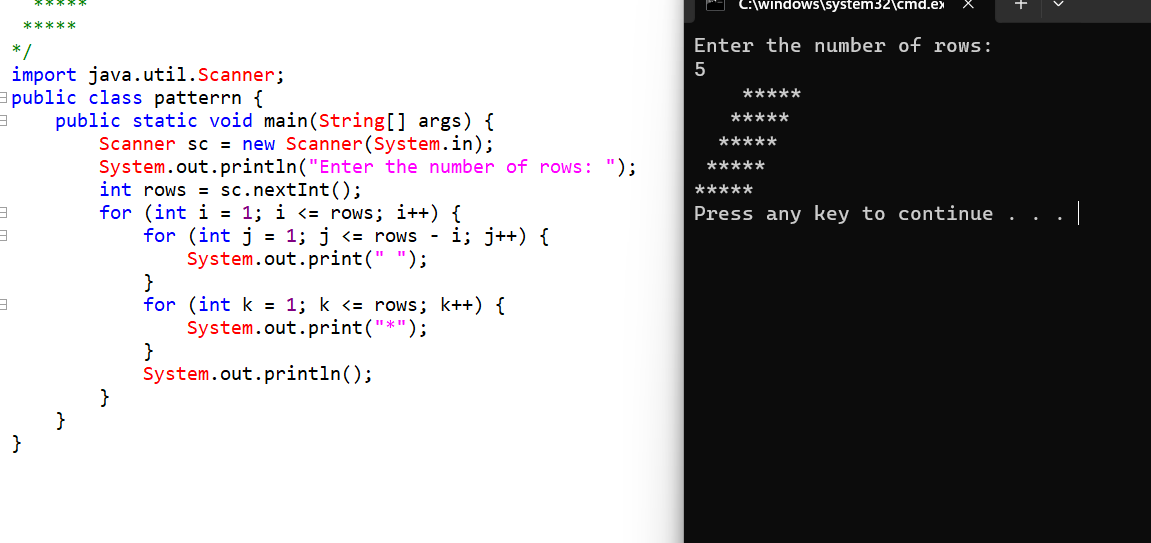 *****
*****
*/
import java.util.Scanner;
public class patterrn {
    public static void main(String[] args) {
        Scanner sc = new Scanner(System.in);
        System.out.println("Enter the number of rows: ");
        int rows = sc.nextInt();
        for (int i = 1; i <= rows; i++) {
            for (int j = 1; j <= rows - i; j++) {
                System.out.print(" ");
            }
            for (int k = 1; k <= rows; k++) {
                System.out.print("*");
            }
            System.out.println();
        }
    }
}
C:\windows\system32\cmd.ex
Enter the number of rows:
5
    *****
   *****
  *****
 *****
*****
Press any key to continue . . .